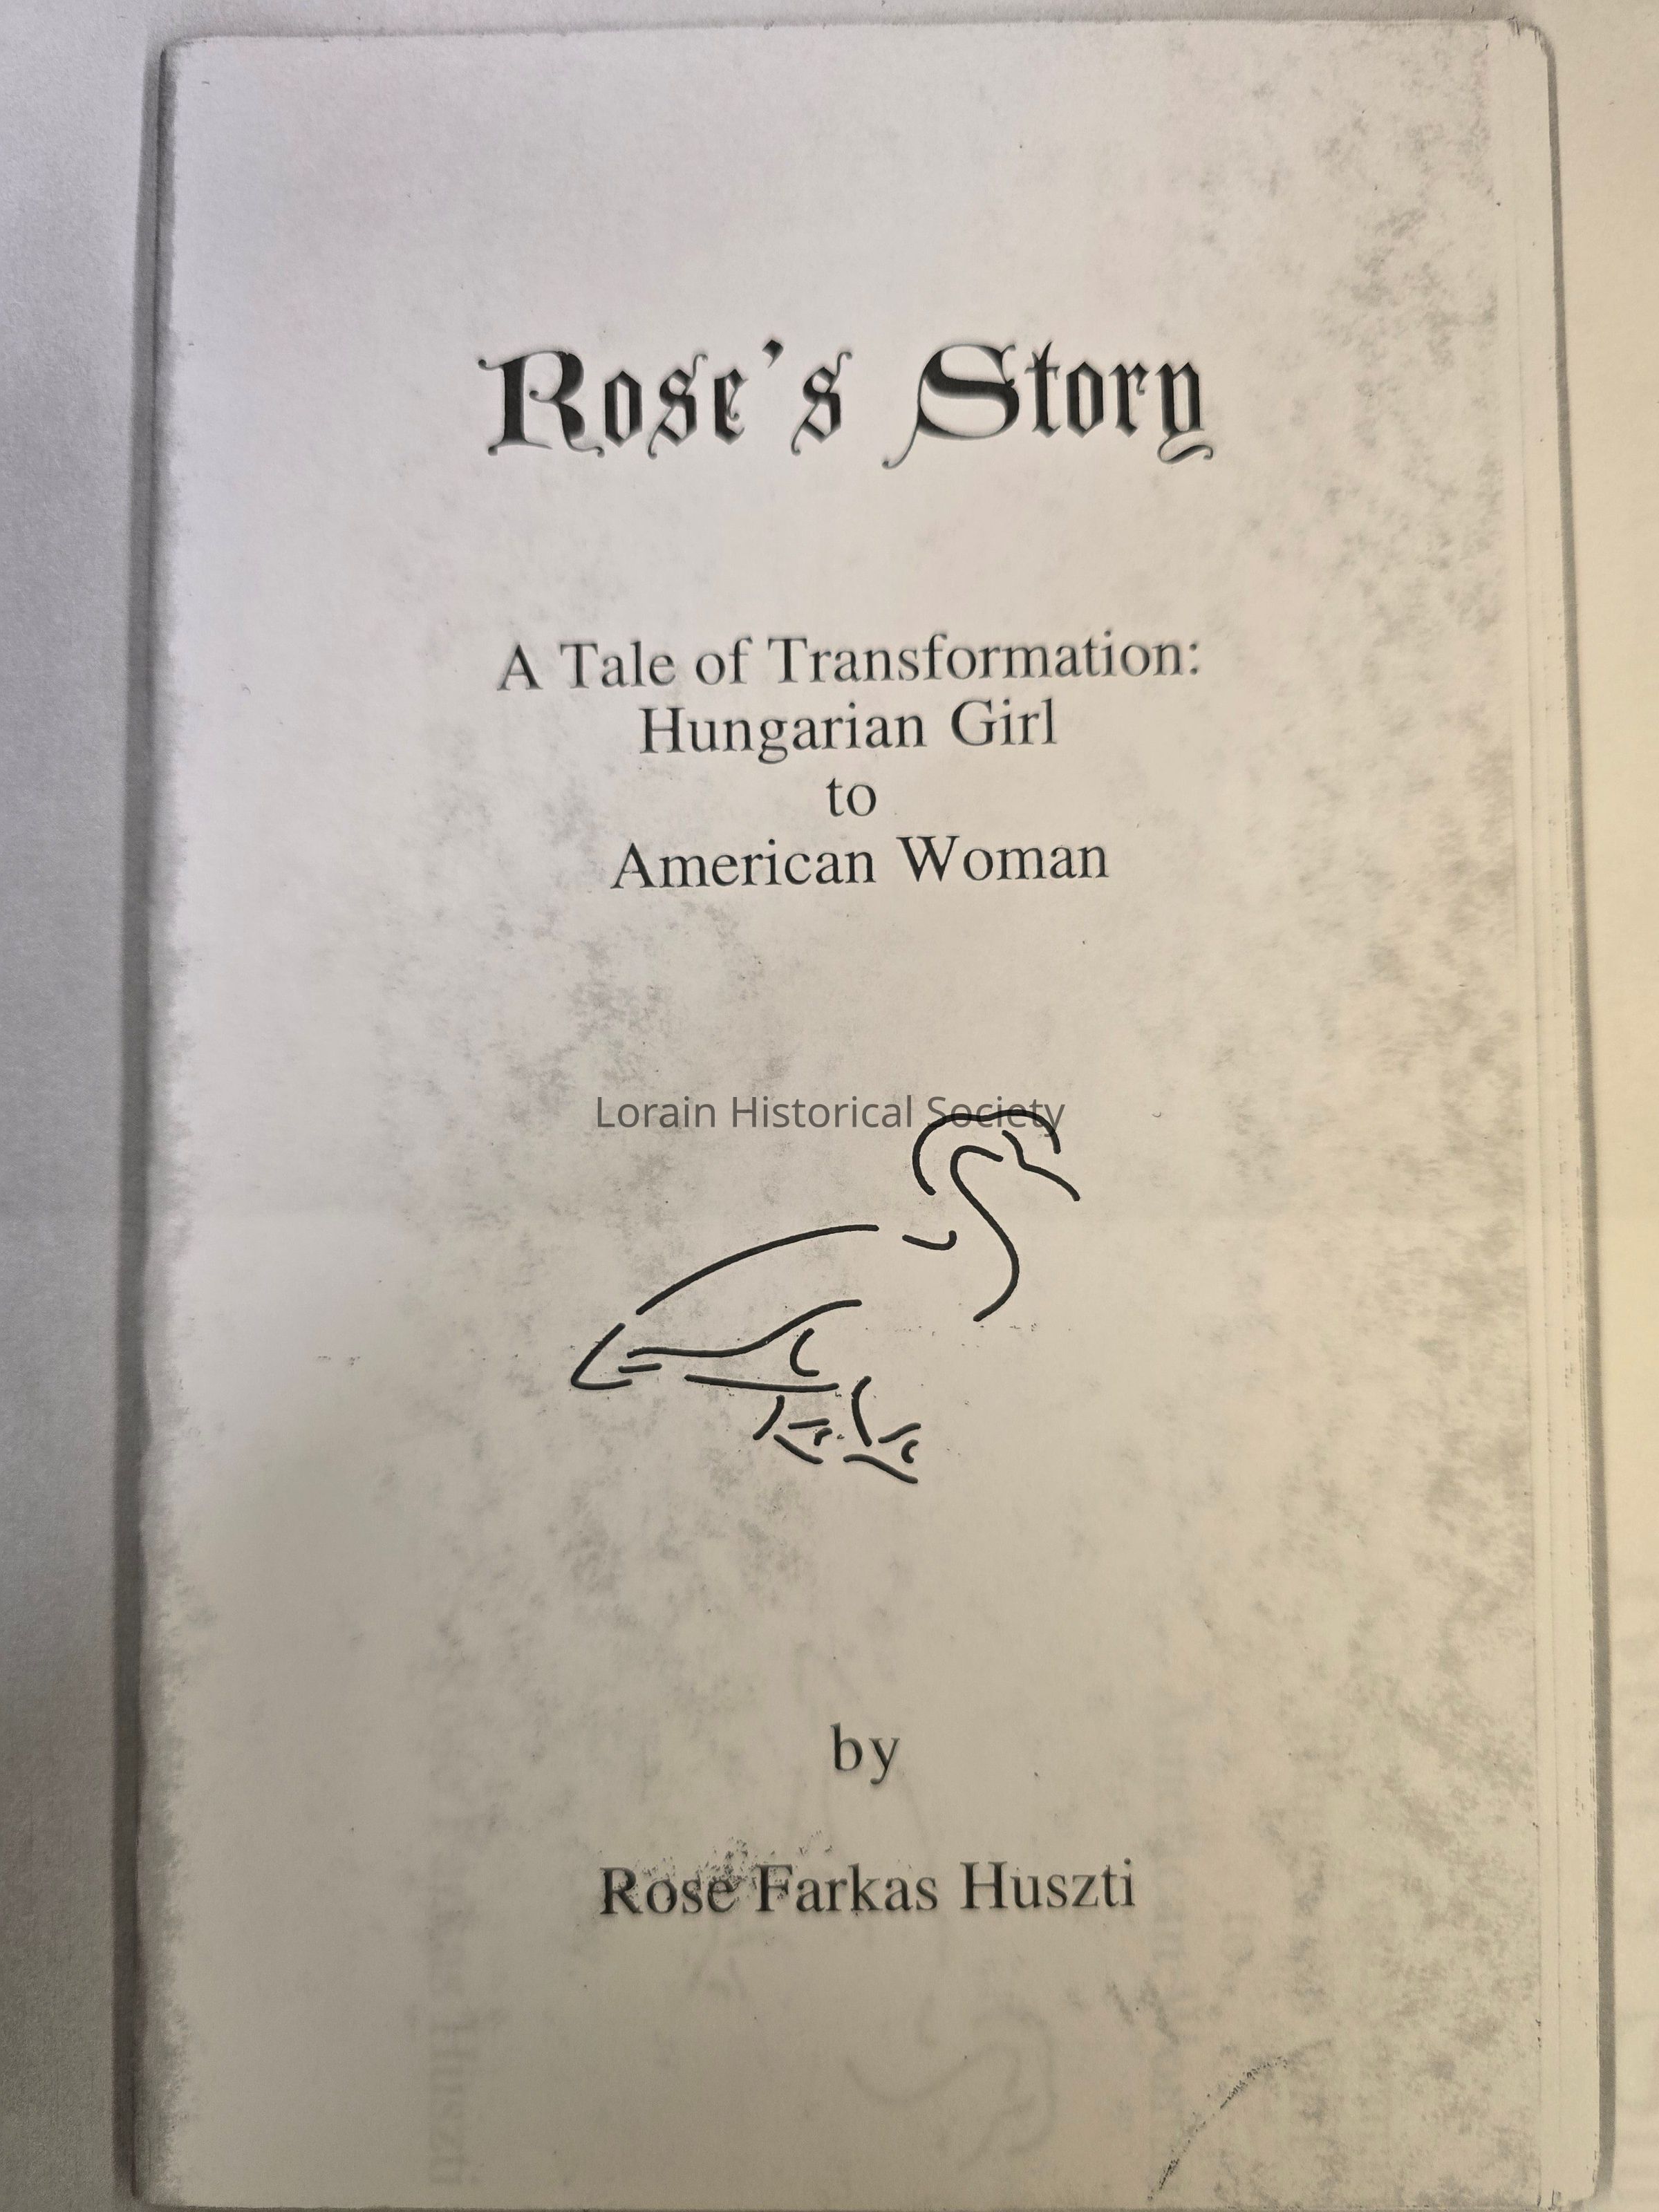 Rose's Story
A Tale of Transformation:
Hungarian Girl
to
American Woman
Lorain Historical Society
by
Rose Farkas Huszti